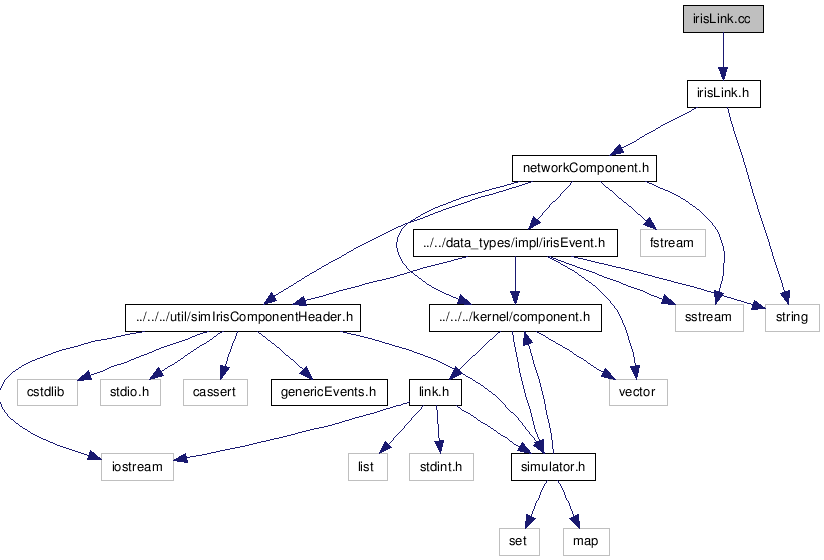 irisLink.cc
irisLink.h
networkComponent.h
../../data_types/impl/irisEvent.h
fstream
../../../util/simIrisComponentHeader.h
../../../kernel/component.h
sstream
string
cstdlib
stdio.h
cassert
genericEvents.h
link.h
vector
iostream
list
stdint.h
simulator.h
set
map